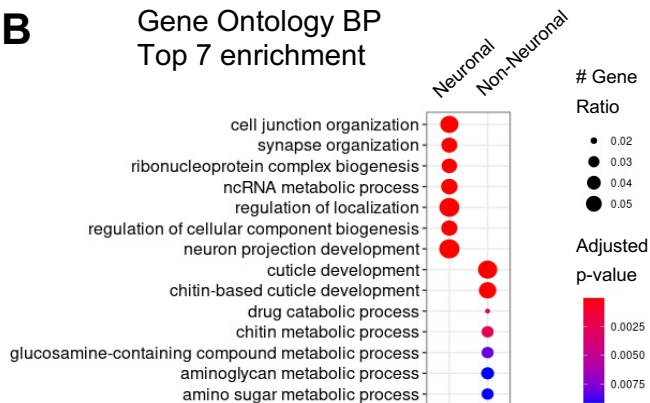 B
Gene Ontology BP
Top 7 enrichment
Neuronal
Non-Neuronal
cell junction organization
synapse organization
ribonucleoprotein complex biogenesis
ncRNA metabolic process
regulation of localization
regulation of cellular component biogenesis
neuron projection development
cuticle development
chitin-based cuticle development
drug catabolic process
chitin metabolic process
glucosamine-containing compound metabolic process
aminoglycan metabolic process
amino sugar metabolic process
# Gene
Ratio
0.02
0.03
0.04
0.05
Adjusted
p-value
0.0025
0.0050
0.0075